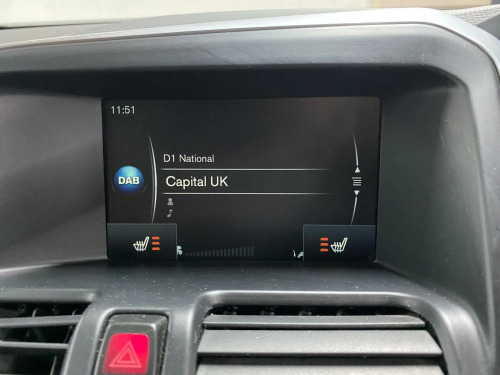 11:51
D1 National
DAB
Capital UK